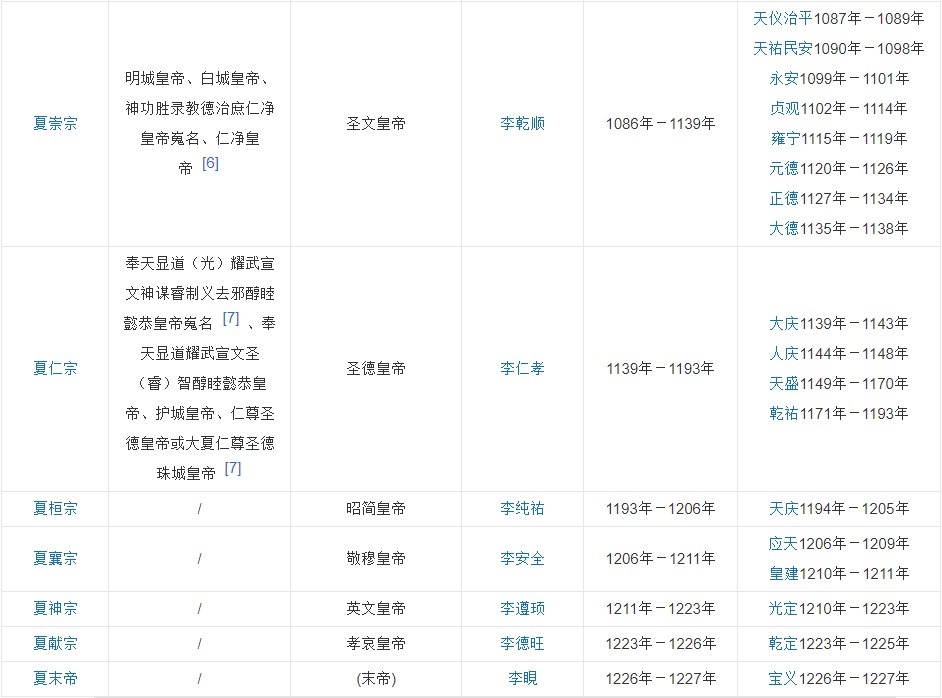 夏崇宗
明城皇帝、白城皇帝、
神功胜录教德治庶仁净
皇帝嵬名、仁净皇
帝 [6]
圣文皇帝
李乾顺
1086年－1139年
天仪治平1087年－1089年
天祐民安1090年－1098年
永安1099年－1101年
贞观1102年－1114年
雍宁1115年－1119年
元德1120年－1126年
正德1127年－1134年
大德1135年－1138年
夏仁宗
奉天显道（光）耀武宣
文神谋睿制义去邪醇睦
懿恭皇帝嵬名 [7] 、奉
天显道耀武宣文圣
（睿）智醇睦懿恭皇
帝、护城皇帝、仁尊圣
德皇帝或大夏仁尊圣德
珠城皇帝 [7]
圣德皇帝
李仁孝
1139年－1193年
大庆1139年－1143年
人庆1144年－1148年
天盛1149年－1170年
乾祐1171年－1193年
夏桓宗
/
昭简皇帝
李纯祐
1193年－1206年
天庆1194年－1205年
夏襄宗
/
敬穆皇帝
李安全
1206年－1211年
应天1206年－1209年
皇建1210年－1211年
夏神宗
/
英文皇帝
李遵顼
1211年－1223年
光定1210年－1223年
夏献宗
/
孝哀皇帝
李德旺
1223年－1226年
乾定1223年－1225年
夏末帝
/
(末帝)
李晛
1226年－1227年
宝义1226年－1227年